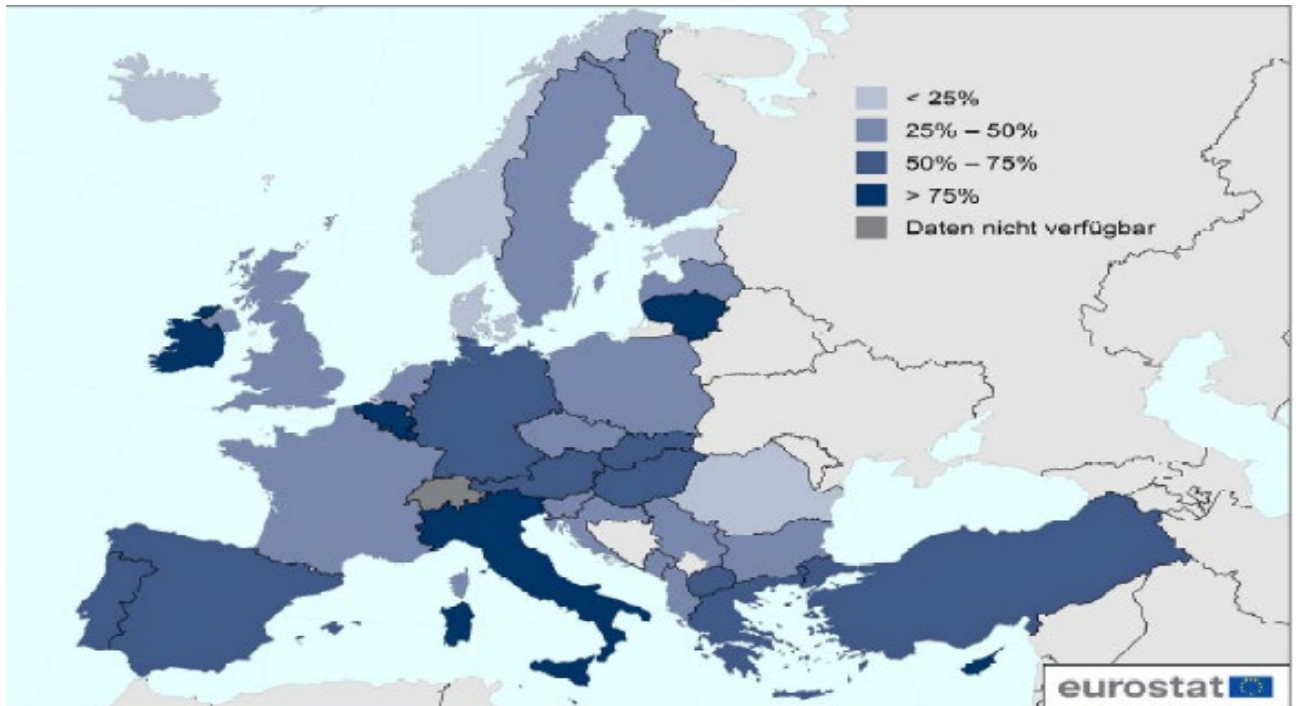 < 25%
25% – 50%
50% – 75%
> 75%
Daten nicht verfügbar
eurostat